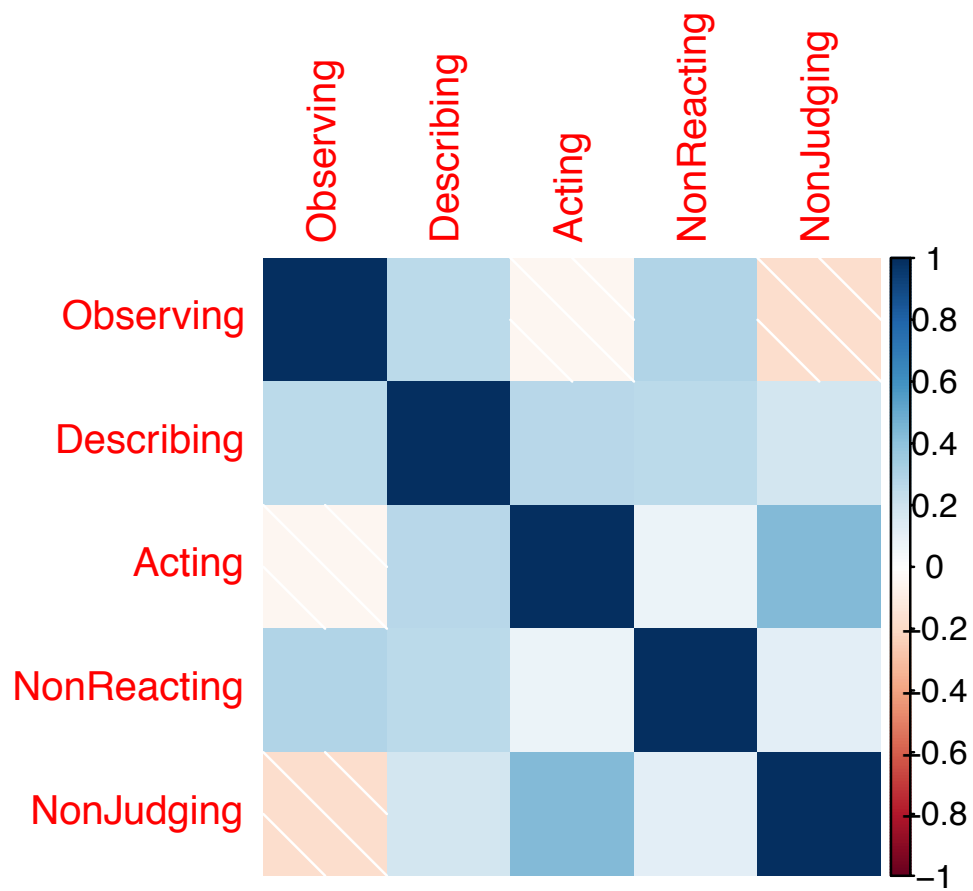 Observing
Describing
Acting
NonReacting
NonJudging
Observing
Describing
Acting
NonReacting
NonJudging
1
0.8
0.6
0.4
0.2
0
-0.2
-0.4
-0.6
-0.8
-1